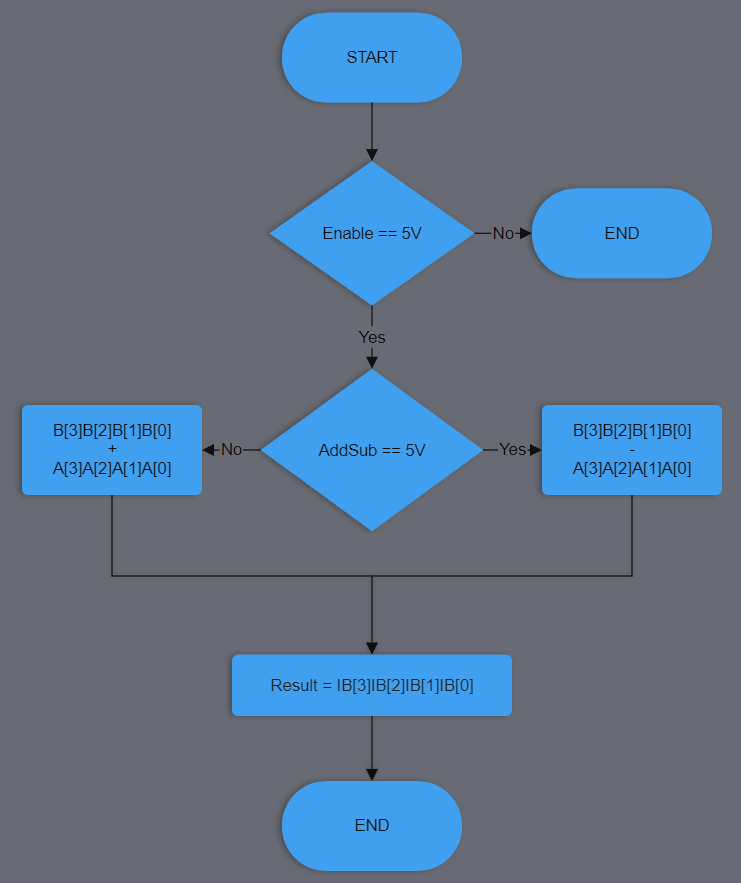 START
Enable == 5V
No
END
Yes
B[3]B[2]B[1]B[0]
+
A[3]A[2]A[1]A[0]
No
AddSub == 5V
Yes
B[3]B[2]B[1]B[0]
-
A[3]A[2]A[1]A[0]
Result = IB[3]IB[2]IB[1]IB[0]
END